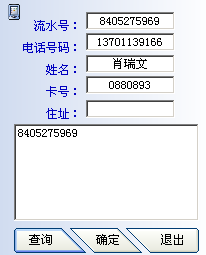 流水号： 8405275969
电话号码： 13701139166
姓名： 肖瑞文
卡号： 0880893
住址：
8405275969
查询 确定 退出